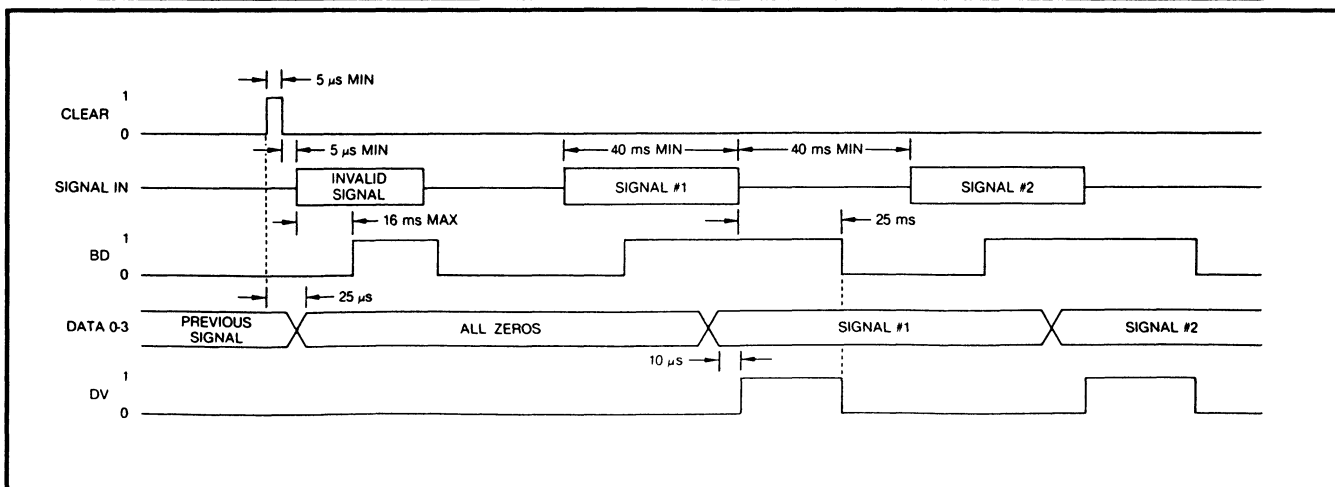 5 μs MIN
1
CLEAR
0
5 μs MIN
40 ms MIN
40 ms MIN
SIGNAL IN
INVALID
SIGNAL
SIGNAL #1
SIGNAL #2
16 ms MAX
25 ms
1
BD
0
25 μs
DATA 0-3
PREVIOUS
SIGNAL
ALL ZEROS
SIGNAL #1
SIGNAL #2
10 μs
1
DV
0